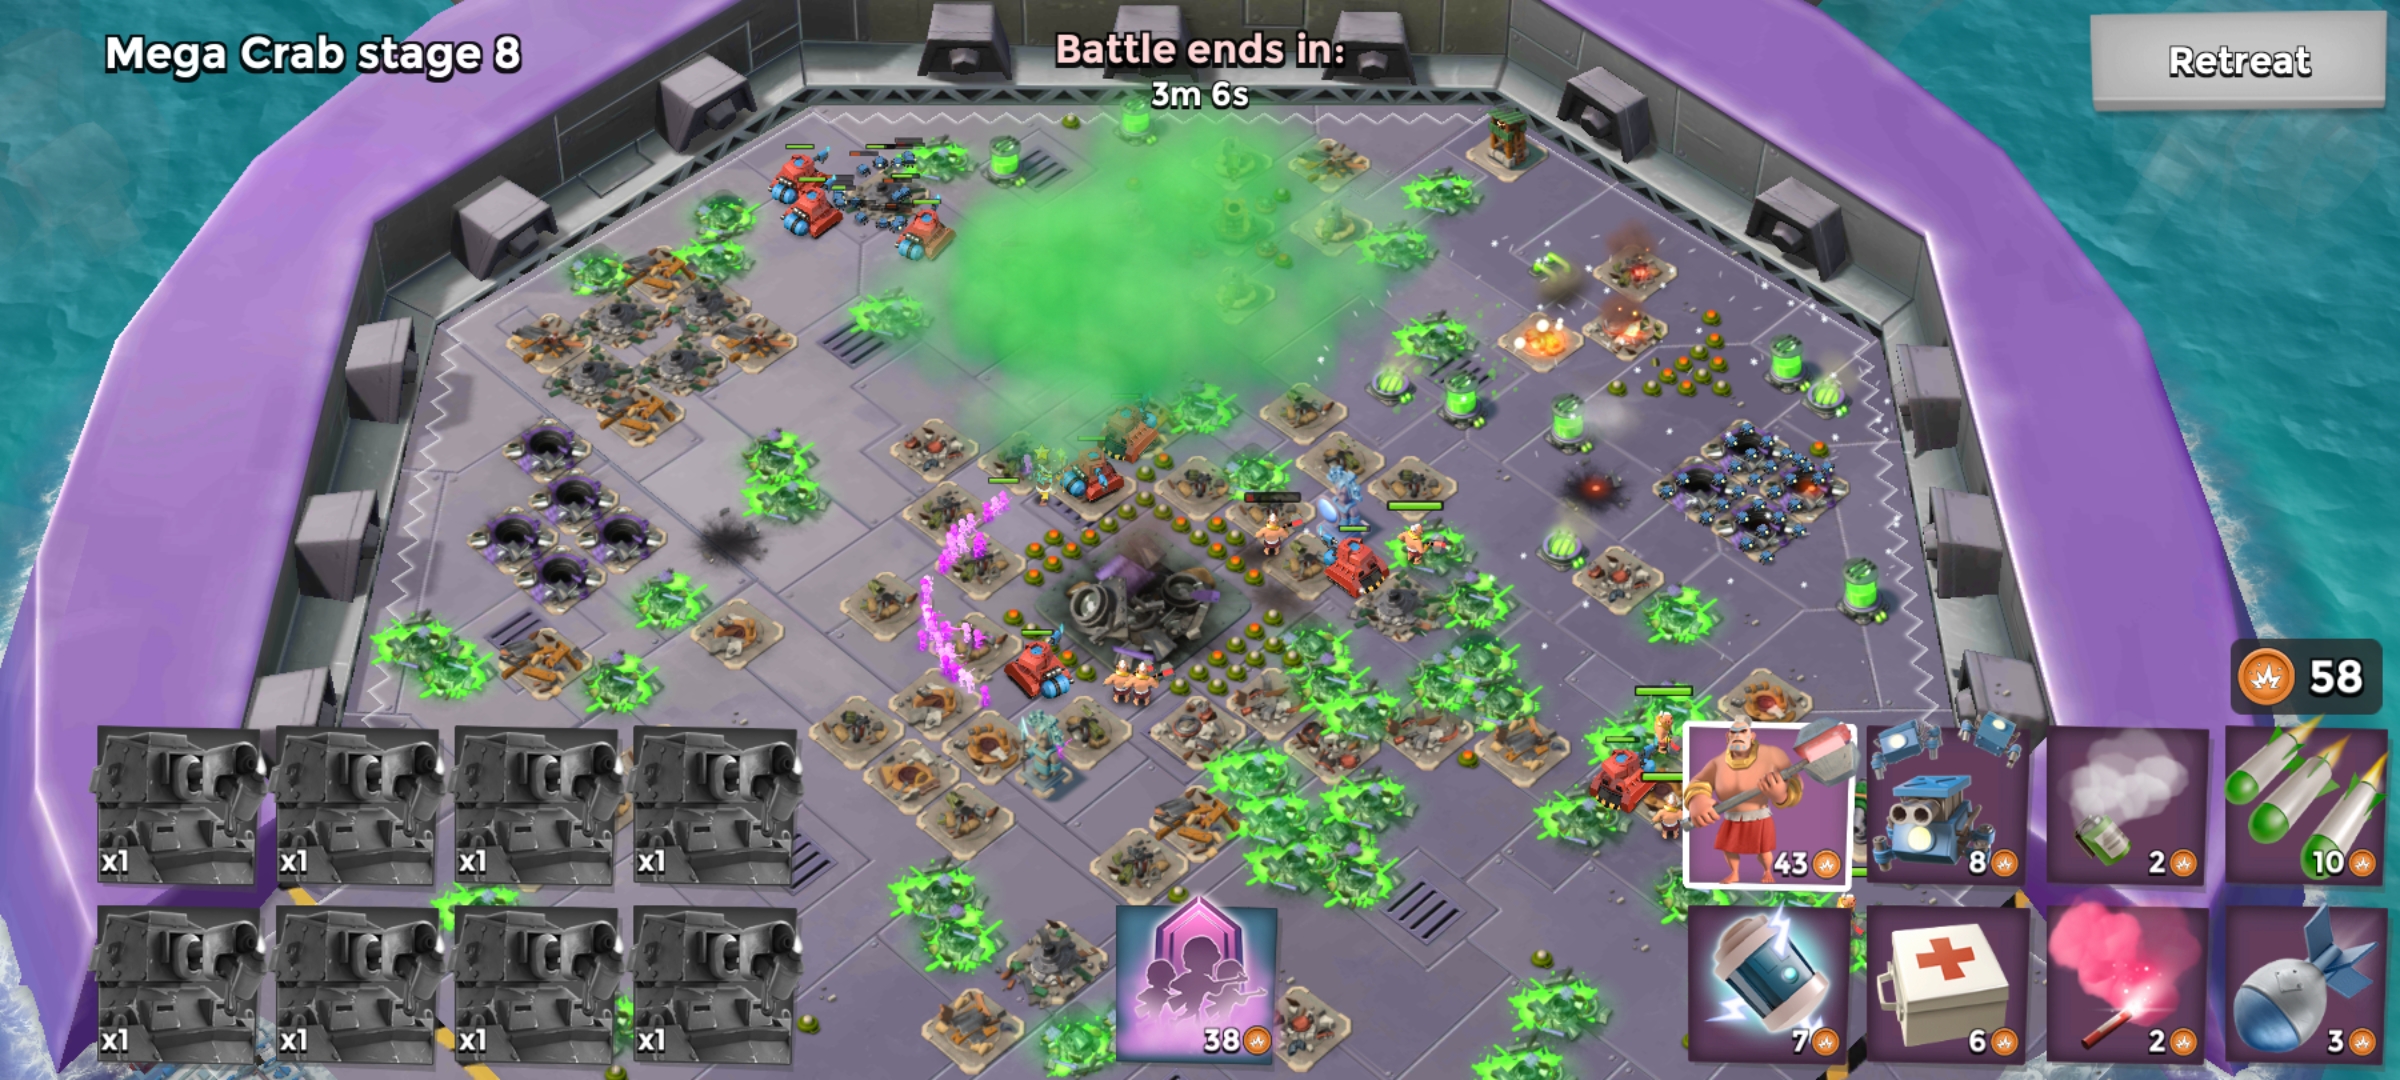 Mega Crab stage 8
Battle ends in:
3m 6s
Retreat
58
x1
x1
x1
x1
43
8
2
10
x1
x1
x1
x1
38
7
6
2
3